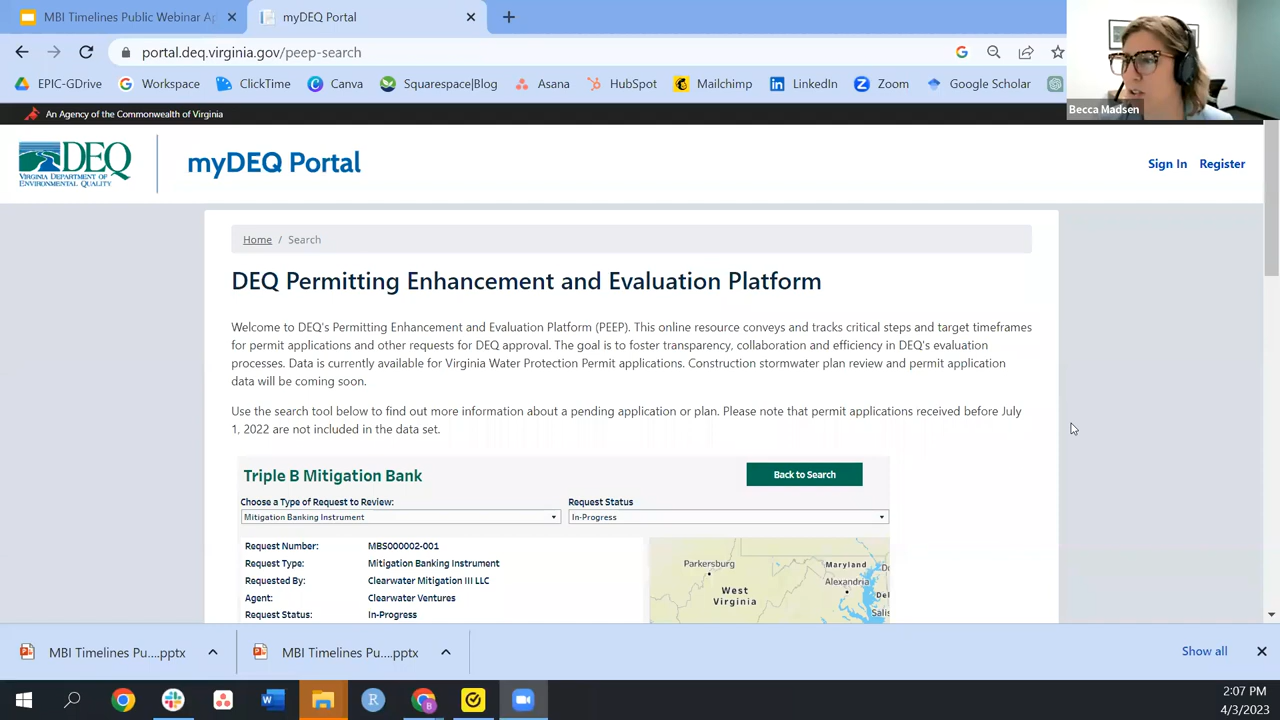 MBI Timelines Public Webinar Ap
myDEQ Portal
portal.deq.virginia.gov/peep-search
EPIC-GDrive
Workspace
ClickTime
Canva
Squarespace|Blog
Asana
HubSpot
Mailchimp
LinkedIn
Zoom
Google Scholar
Becca Madsen
An Agency of the Commonwealth of Virginia
DEQ
VIRGINIA DEPARTMENT OF
ENVIRONMENTAL QUALITY
myDEQ Portal
Sign In
Register
Home / Search
DEQ Permitting Enhancement and Evaluation Platform
Welcome to DEQ's Permitting Enhancement and Evaluation Platform (PEEP). This online resource conveys and tracks critical steps and target timeframes
for permit applications and other requests for DEQ approval. The goal is to foster transparency, collaboration and efficiency in DEQ's evaluation
processes. Data is currently available for Virginia Water Protection Permit applications. Construction stormwater plan review and permit application
data will be coming soon.
Use the search tool below to find out more information about a pending application or plan. Please note that permit applications received before July
1, 2022 are not included in the data set.
Triple B Mitigation Bank
Back to Search
Choose a Type of Request to Review:
Request Status
Mitigation Banking Instrument
In-Progress
Request Number: MBS000002-001
Request Type: Mitigation Banking Instrument
Requested By: Clearwater Mitigation III LLC
Agent: Clearwater Ventures
Request Status: In-Progress
Parkersburg
Maryland
Alexandria
West
Virginia
Del
Salis
MBI Timelines Pu....pptx
MBI Timelines Pu....pptx
Show all
2:07 PM
4/3/2023